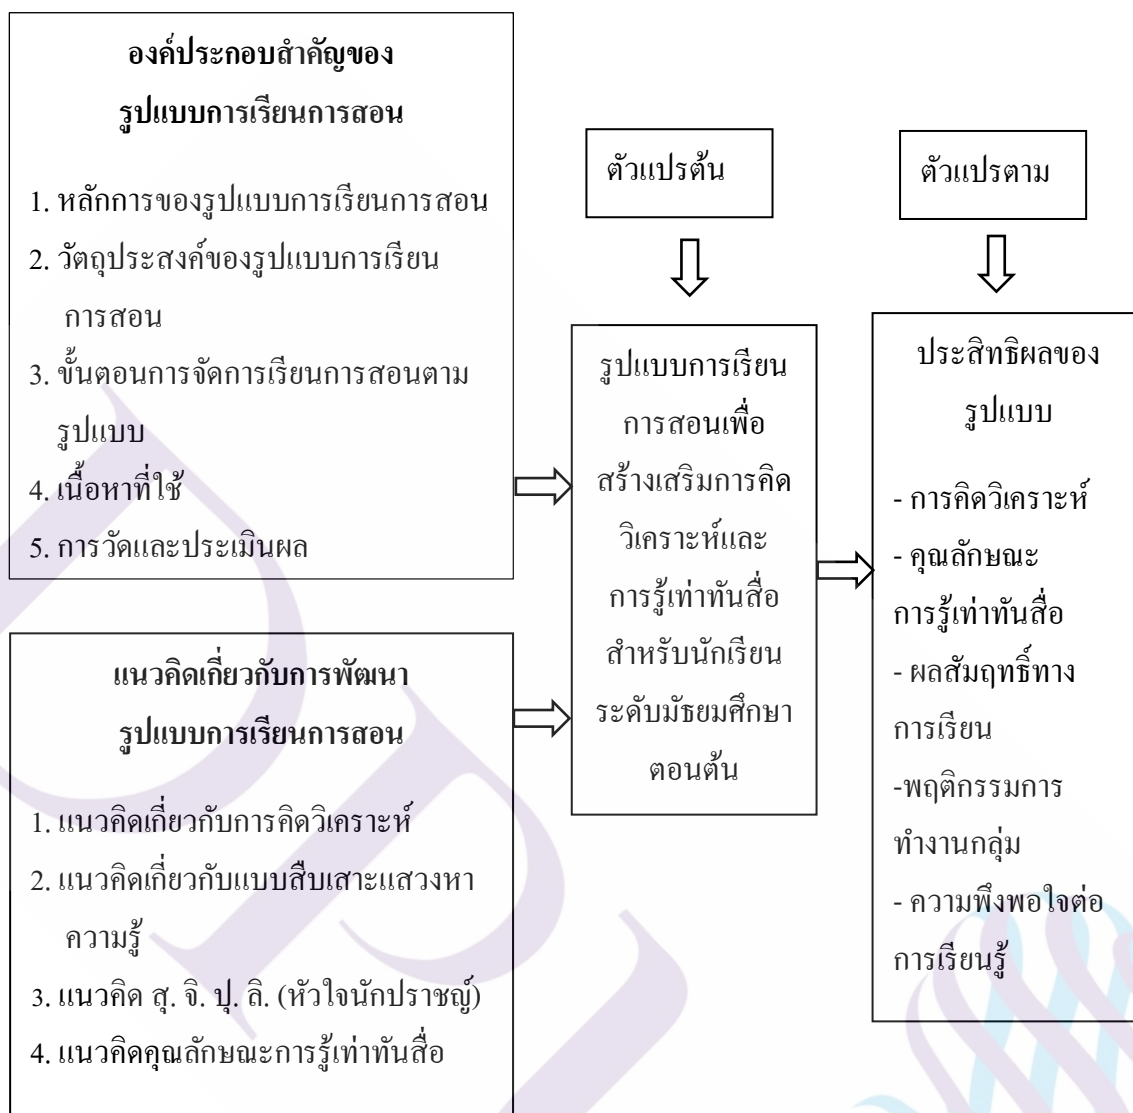 องค์ประกอบสำคัญของ
รูปแบบการเรียนการสอน
1. หลักการของรูปแบบการเรียนการสอน
2. วัตถุประสงค์ของรูปแบบการเรียน
การสอน
3. ขั้นตอนการจัดการเรียนการสอนตาม
รูปแบบ
4. เนื้อหาที่ใช้
5. การวัดและประเมินผล
แนวคิดเกี่ยวกับการพัฒนา
รูปแบบการเรียนการสอน
1. แนวคิดเกี่ยวกับการคิดวิเคราะห์
2. แนวคิดเกี่ยวกับแบบสืบเสาะแสวงหา
ความรู้
3. แนวคิด สุ. จิ. ปุ. ลิ. (หัวใจนักปราชญ์)
4. แนวคิดคุณลักษณะการรู้เท่าทันสื่อ
ตัวแปรต้น
รูปแบบการเรียน
การสอนเพื่อ
สร้างเสริมการคิด
วิเคราะห์และ
การรู้เท่าทันสื่อ
สำหรับนักเรียน
ระดับมัธยมศึกษา
ตอนต้น
ตัวแปรตาม
ประสิทธิผลของ
รูปแบบ
- การคิดวิเคราะห์
- คุณลักษณะ
การรู้เท่าทันสื่อ
- ผลสัมฤทธิ์ทาง
การเรียน
-พฤติกรรมการ
ทำงานกลุ่ม
- ความพึงพอใจต่อ
การเรียนรู้